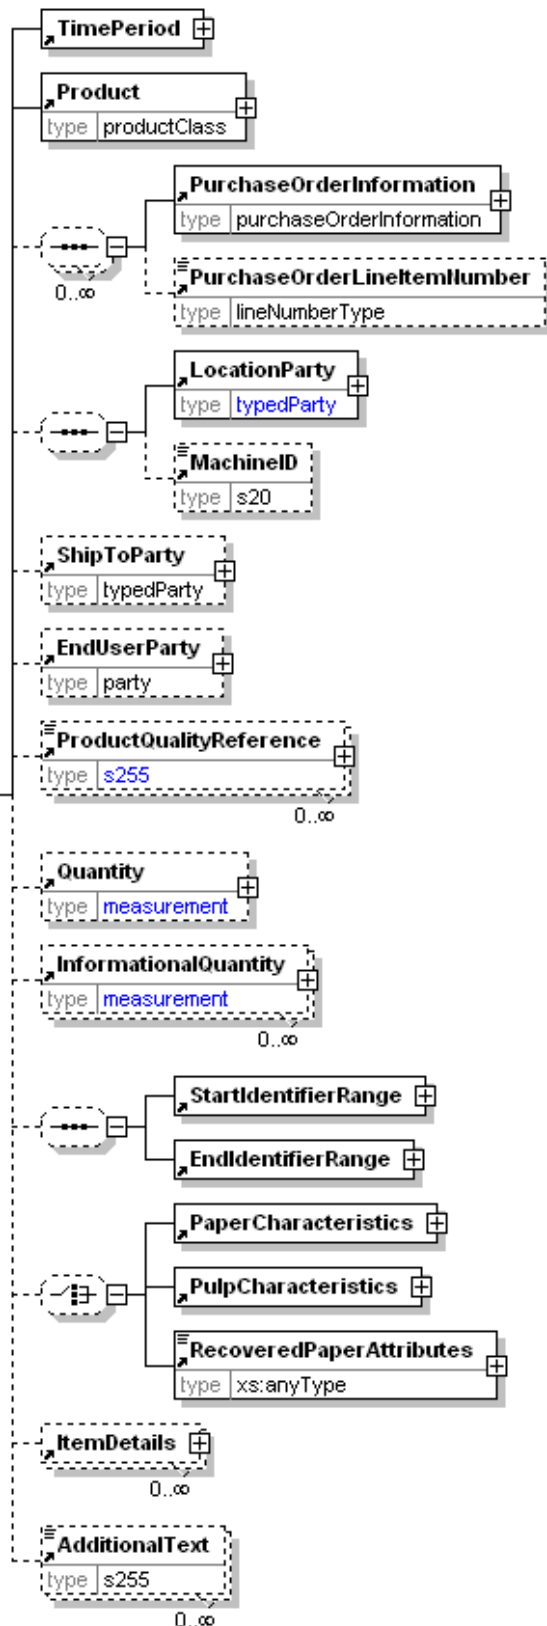 TimePeriod
Product
type productClass
PurchaseOrderInformation
type purchaseOrderInformation
0..∞
PurchaseOrderLineItemNumber
type lineNumberType
LocationParty
type typedParty
MachineID
type s20
ShipToParty
type typedParty
EndUserParty
type party
ProductQualityReference
type s255
0..∞
Quantity
type measurement
InformationalQuantity
type measurement
0..∞
StartIdentifierRange
EndIdentifierRange
PaperCharacteristics
PulpCharacteristics
RecoveredPaperAttributes
type xs:anyType
ItemDetails
0..∞
AdditionalText
type s255
0..∞